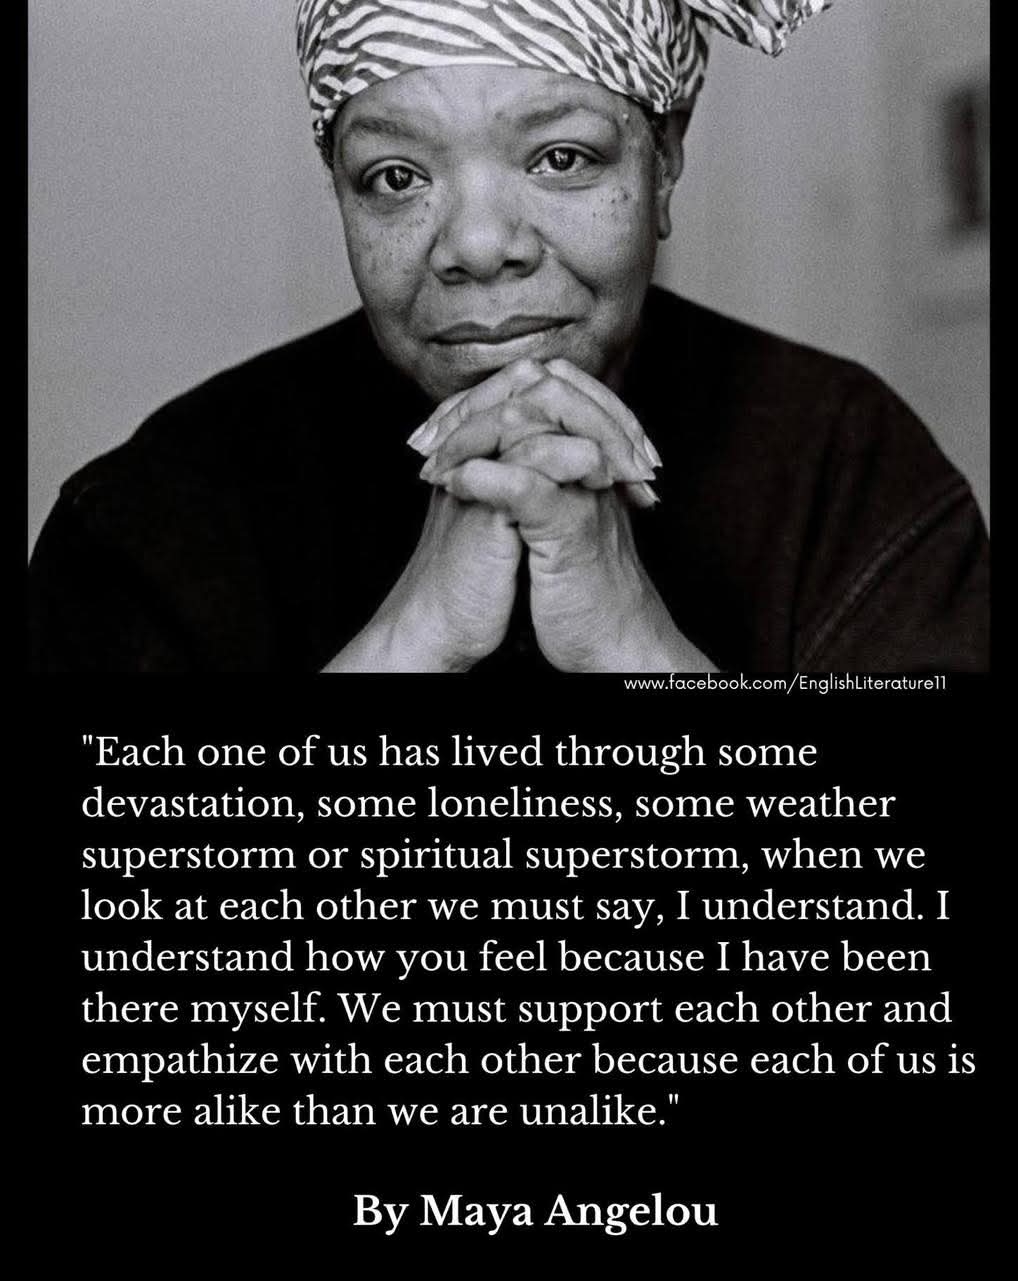 www.facebook.com/EnglishLiterature11
"Each one of us has lived through some
devastation, some loneliness, some weather
superstorm or spiritual superstorm, when we
look at each other we must say, I understand. I
understand how you feel because I have been
there myself. We must support each other and
empathize with each other because each of us is
more alike than we are unalike."
By Maya Angelou